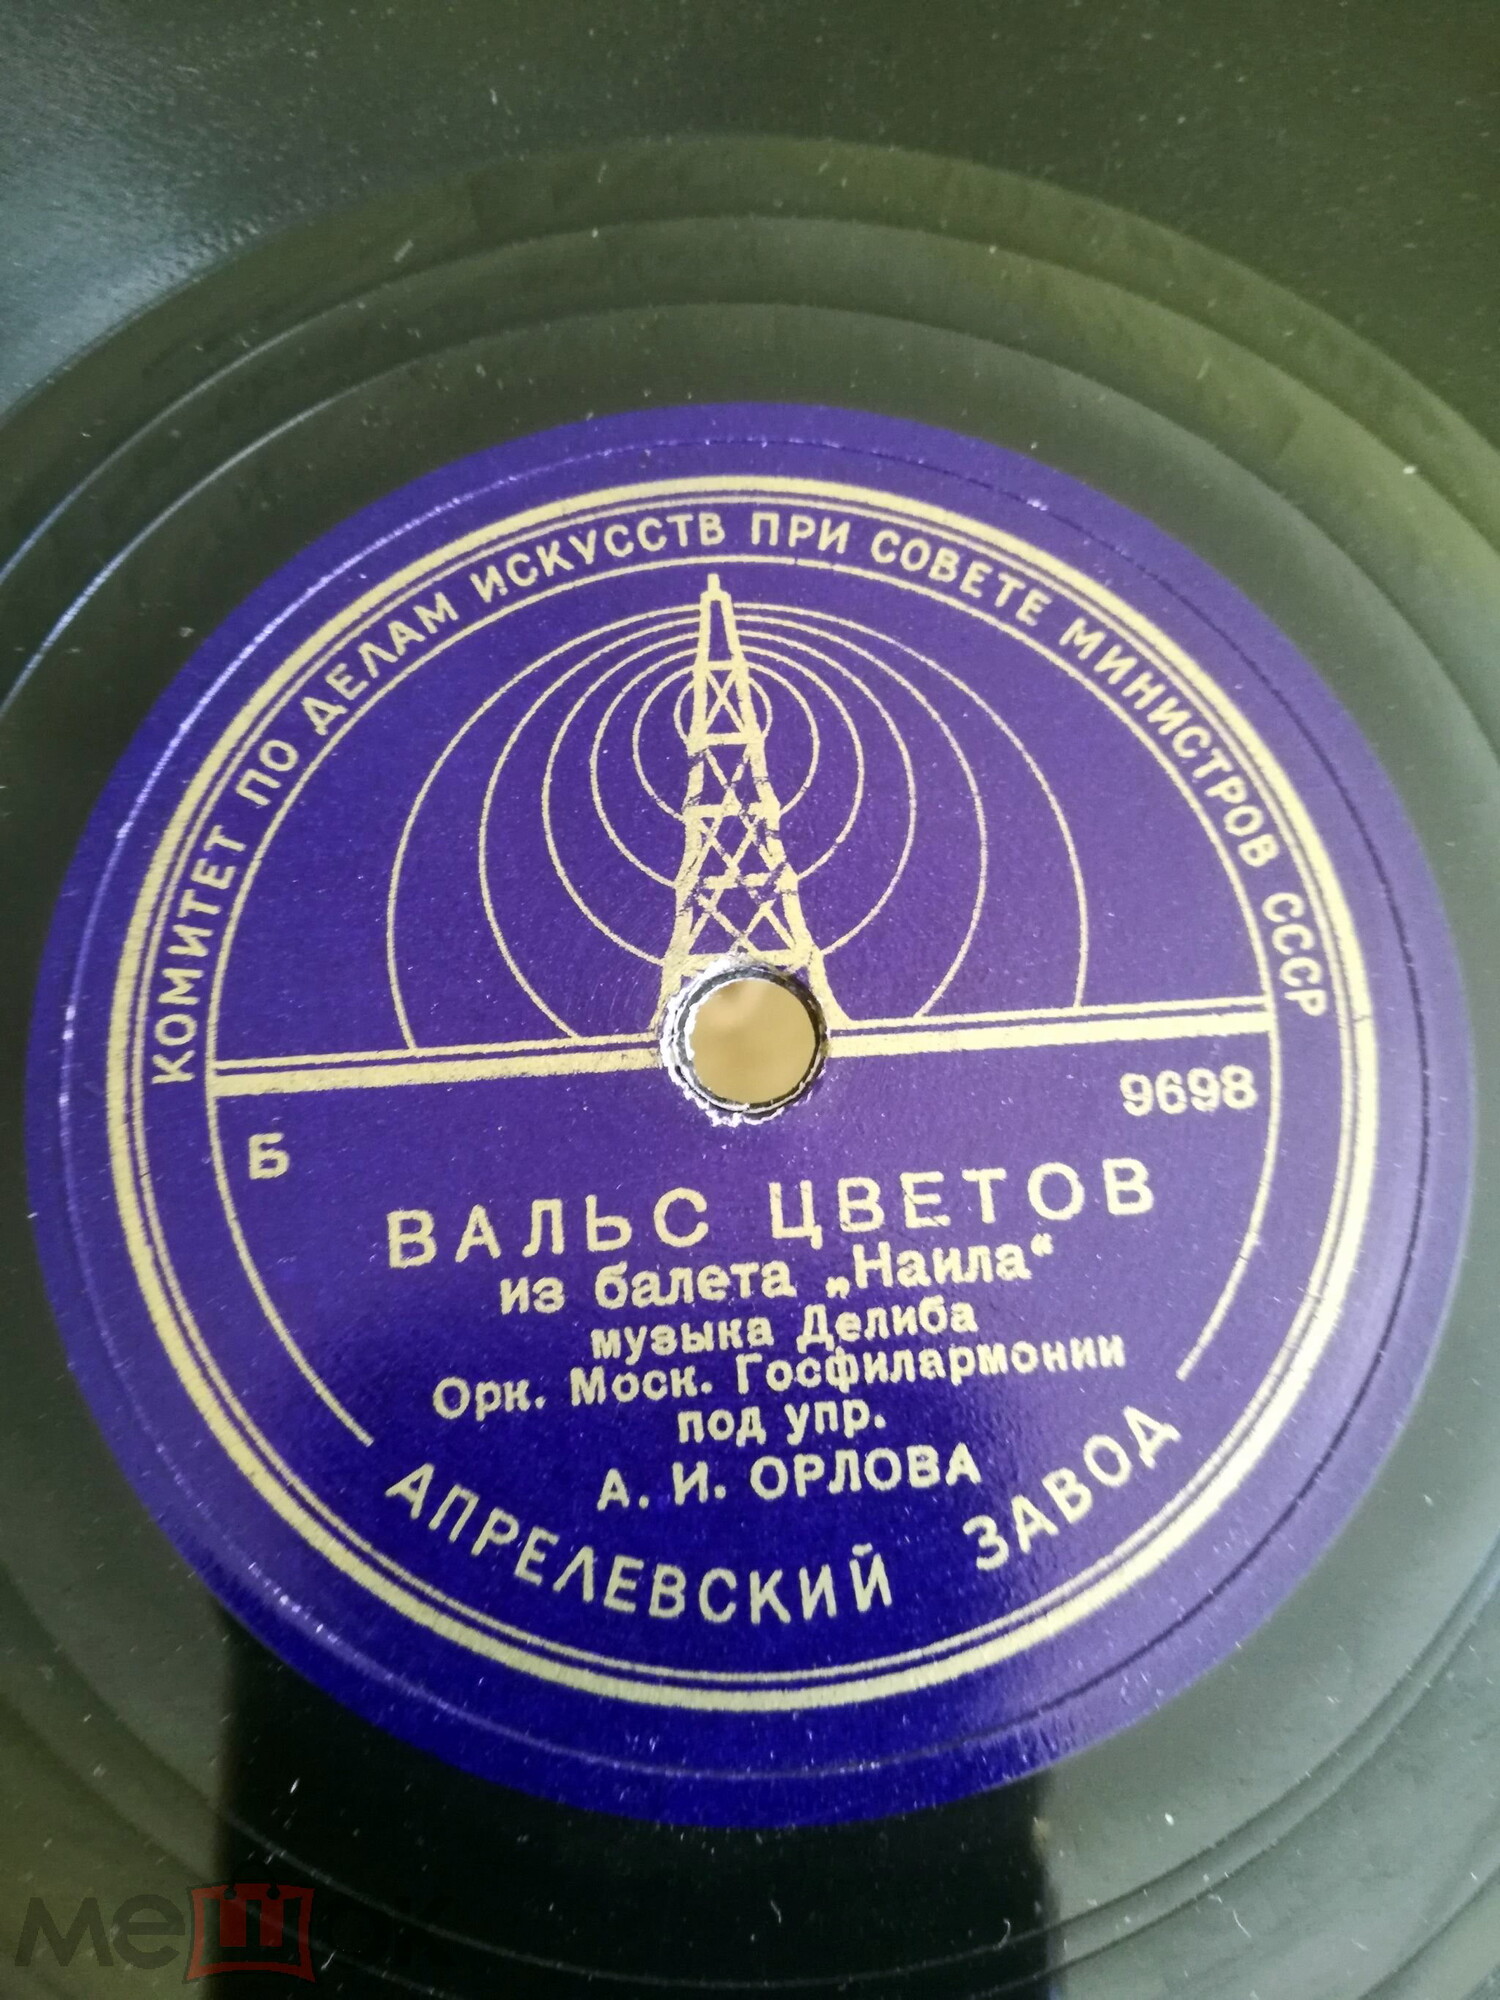 КОМИТЕТ ПО ДЕЛАМ ИСКУССТВ ПРИ СОВЕТЕ МИНИСТРОВ СССР
Б
9698
ВАЛЬС ЦВЕТОВ
из балета „Наила“
музыка Делиба
Орк. Моск. Госфилармонии
под упр.
А. И. ОРЛОВА
АПРЕЛЕВСКИЙ ЗАВОД
мешок